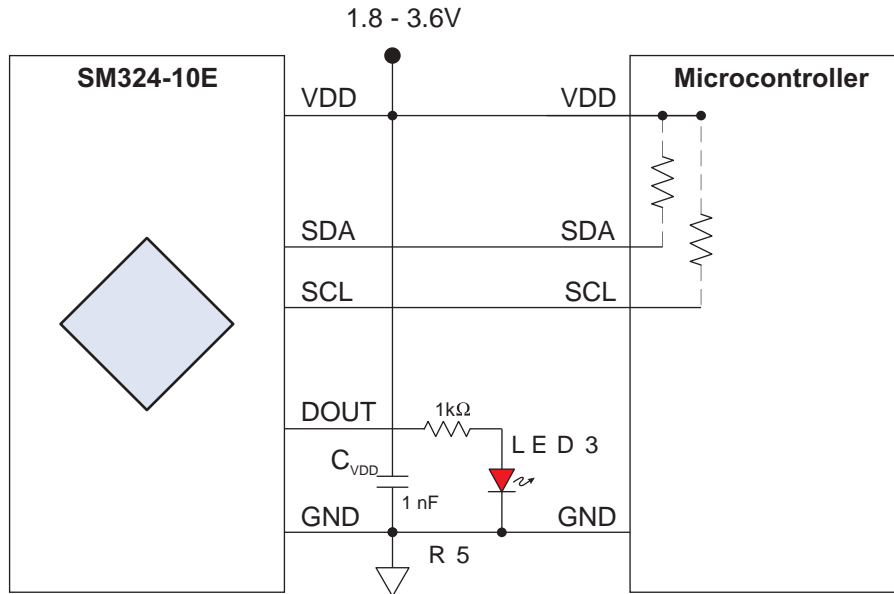 1.8 - 3.6V
SM324-10E
Microcontroller
VDD
VDD
SDA
SDA
SCL
SCL
DOUT
1kΩ
LED3
CVDD
1 nF
GND
GND
R5